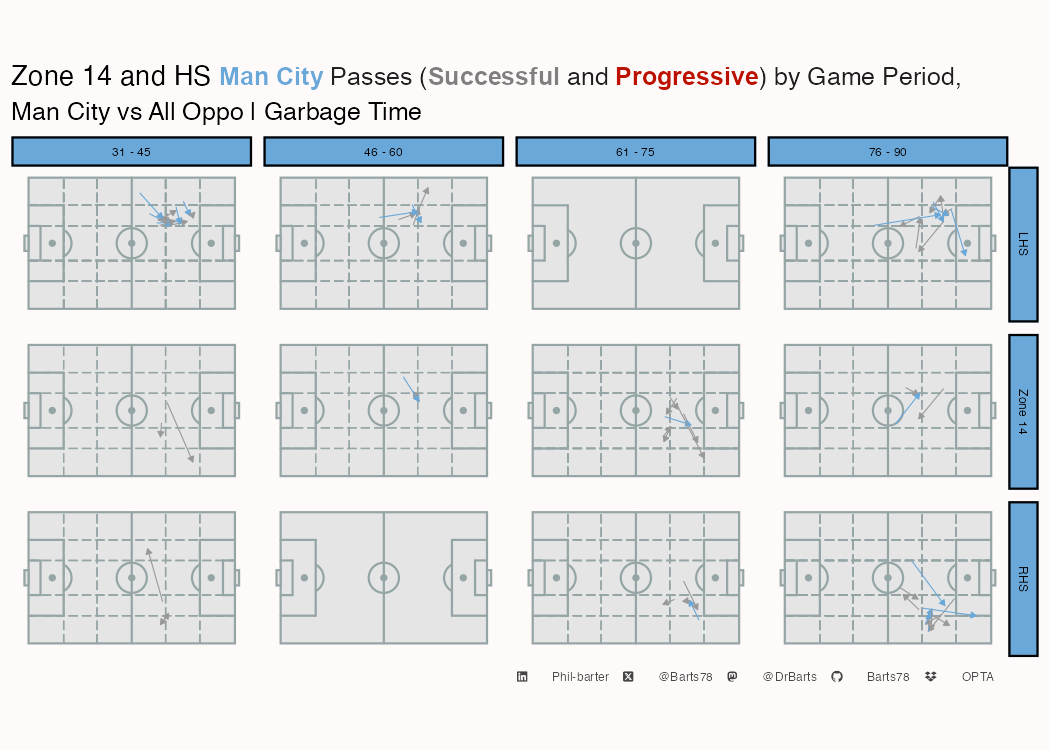 Zone 14 and HS Man City Passes (Successful and Progressive) by Game Period,
Man City vs All Oppo | Garbage Time
31 - 45 46 - 60 61 - 75 76 - 90
LHS
Zone 14
RHS
Phil-barter @Barts78 @DrBarts Barts78 OPTA